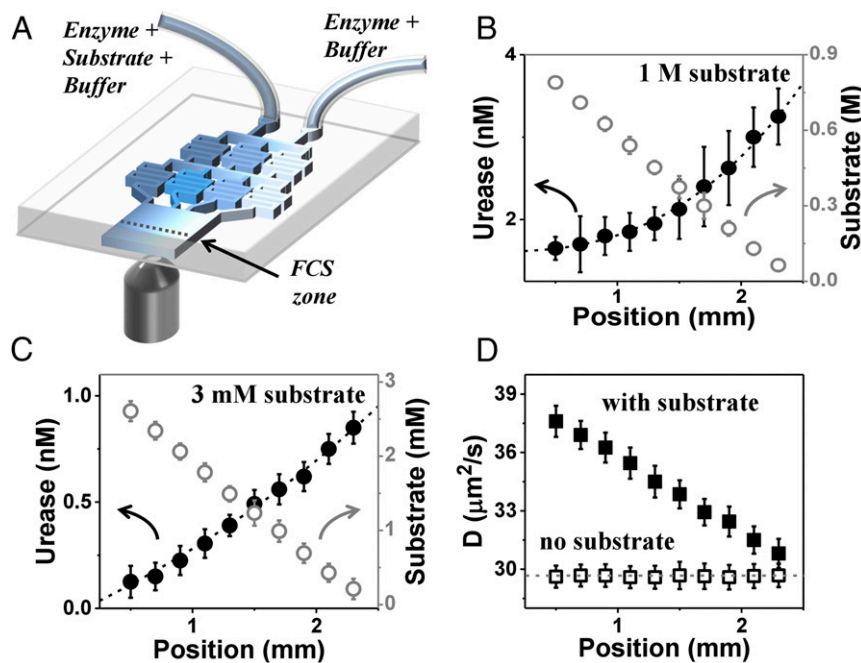 A
Enzyme +
Substrate +
Buffer
Enzyme +
Buffer
FCS
zone
B
1 M substrate
Urease (nM)
4
2
Substrate (M)
0.9
0.6
0.3
0.0
1
2
Position (mm)
C
3 mM substrate
Urease (nM)
1.0
0.5
0.0
Substrate (mM)
3
2
1
0
1
2
Position (mm)
D
with substrate
no substrate
D (μm²/s)
39
36
33
30
1
2
Position (mm)